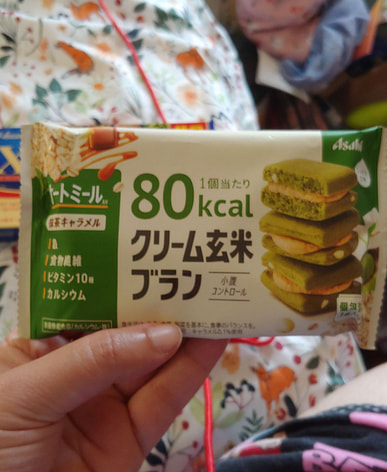 Asahi
オートミール
抹茶キャラメル
1個当たり
80kcal
クリーム玄米
ブラン
小腹
コントロール
食物繊維
ビタミン10種
カルシウム
個包装